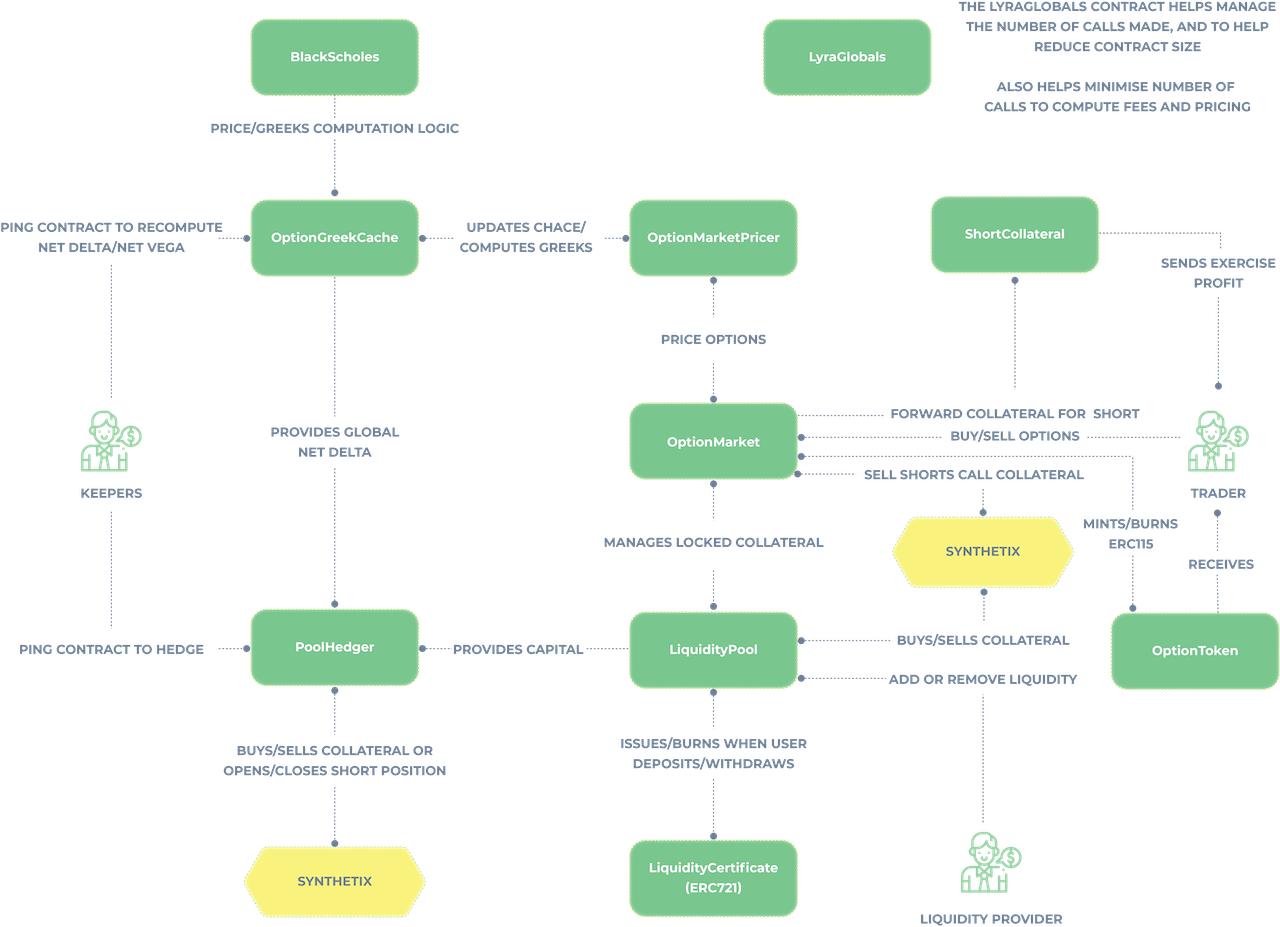 THE LYRAGLOBALS CONTRACT HELPS MANAGE
THE NUMBER OF CALLS MADE, AND TO HELP
REDUCE CONTRACT SIZE
ALSO HELPS MINIMISE NUMBER OF
CALLS TO COMPUTE FEES AND PRICING
BlackScholes
LyraGlobals
PRICE/GREEKS COMPUTATION LOGIC
PING CONTRACT TO RECOMPUTE
NET DELTA/NET VEGA
OptionGreekCache
UPDATES CHACE/
COMPUTES GREEKS
OptionMarketPricer
ShortCollateral
SENDS EXERCISE
PROFIT
PRICE OPTIONS
PROVIDES GLOBAL
NET DELTA
OptionMarket
FORWARD COLLATERAL FOR SHORT
BUY/SELL OPTIONS
SELL SHORTS CALL COLLATERAL
KEEPERS
TRADER
MANAGES LOCKED COLLATERAL
SYNTHETIX
MINTS/BURNS
ERC115
RECEIVES
PING CONTRACT TO HEDGE
PoolHedger
PROVIDES CAPITAL
LiquidityPool
BUYS/SELLS COLLATERAL
ADD OR REMOVE LIQUIDITY
OptionToken
BUYS/SELLS COLLATERAL OR
OPENS/CLOSES SHORT POSITION
ISSUES/BURNS WHEN USER
DEPOSITS/WITHDRAWS
SYNTHETIX
LiquidityCertificate
(ERC721)
LIQUIDITY PROVIDER